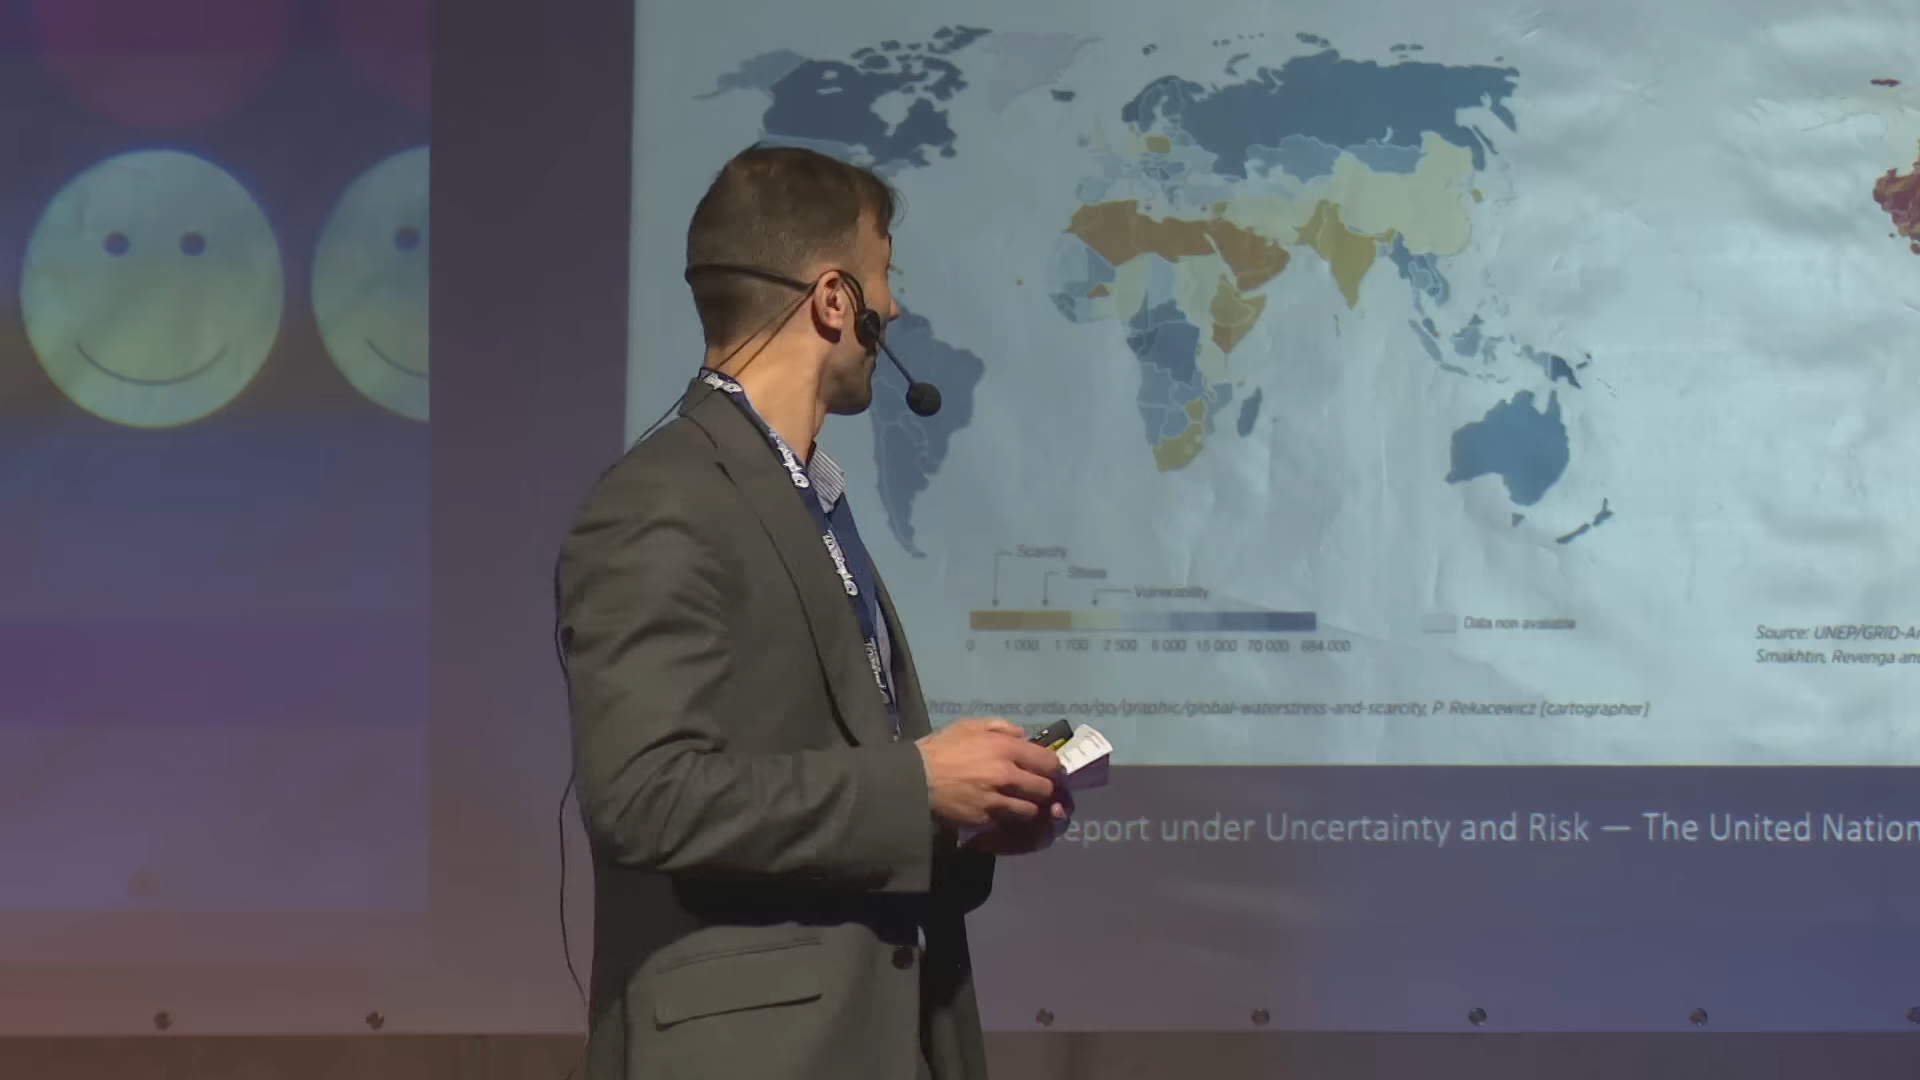 Scarcity
Stress
Vulnerability
0 1 000 1 700 2 500 6 000 15 000 70 000 684 000
Data non available
Source: UNEP/GRID-A
Smakhtin, Revenga and
http://maps.grida.no/go/graphic/global-waterstress-and-scarcity, P. Rekacewicz (cartographer)
eport under Uncertainty and Risk — The United Nation